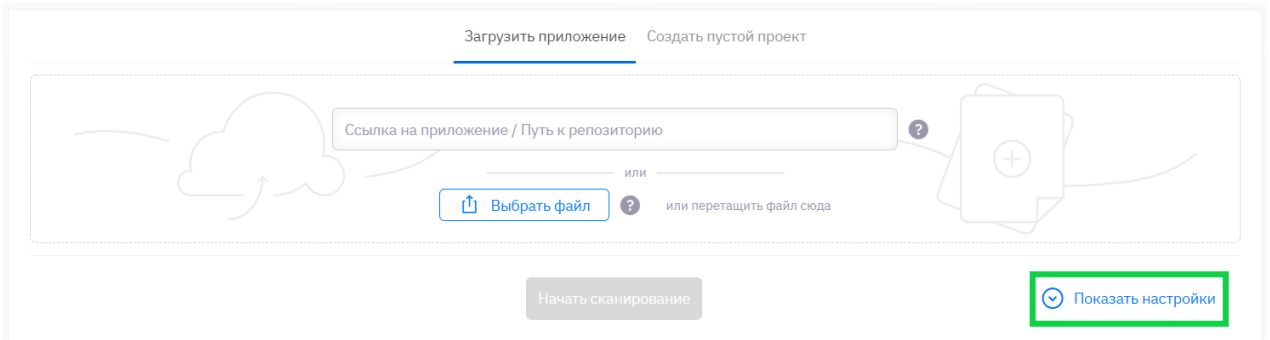 Загрузить приложение Создать пустой проект
Ссылка на приложение / Путь к репозиторию ?
или
Выбрать файл ? или перетащить файл сюда
Начать сканирование Показать настройки